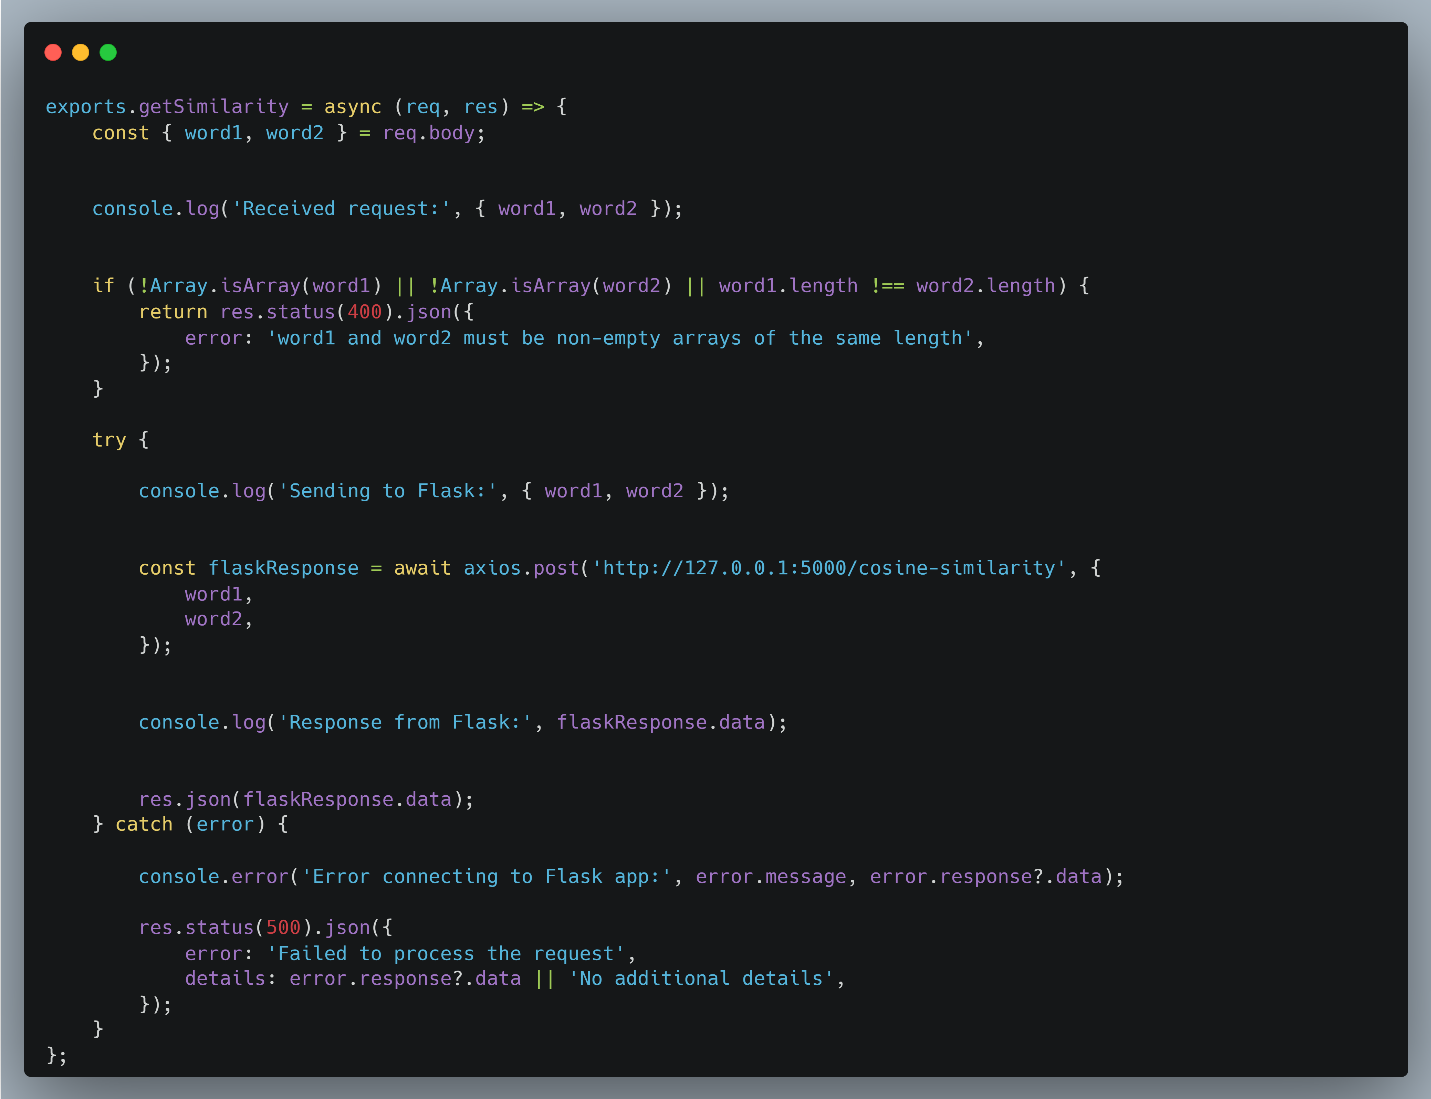 exports.getSimilarity = async (req, res) => {
    const { word1, word2 } = req.body;
    console.log('Received request:', { word1, word2 });
    if (!Array.isArray(word1) || !Array.isArray(word2) || word1.length !== word2.length) {
        return res.status(400).json({
            error: 'word1 and word2 must be non-empty arrays of the same length',
        });
    }
    try {
        console.log('Sending to Flask:', { word1, word2 });
        const flaskResponse = await axios.post('http://127.0.0.1:5000/cosine-similarity', {
            word1,
            word2,
        });
        console.log('Response from Flask:', flaskResponse.data);
        res.json(flaskResponse.data);
    } catch (error) {
        console.error('Error connecting to Flask app:', error.message, error.response?.data);
        res.status(500).json({
            error: 'Failed to process the request',
            details: error.response?.data || 'No additional details',
        });
    }
};